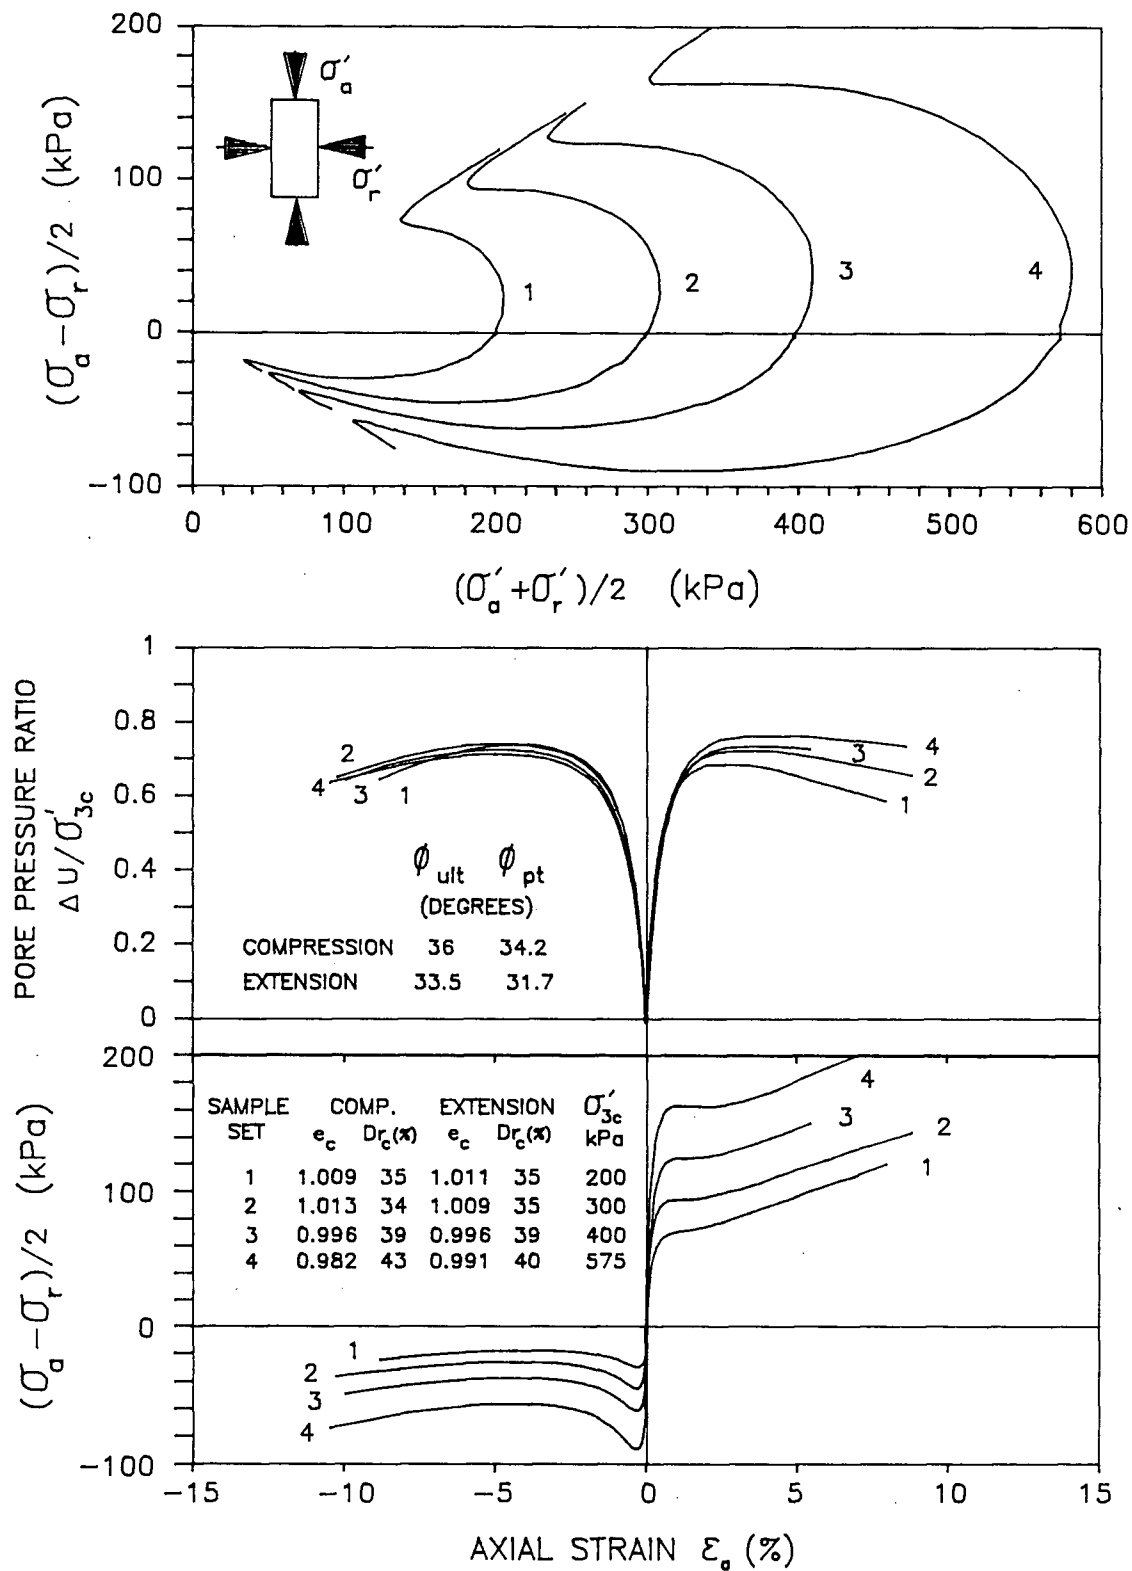 200
100
0
−100
(σa − σr)/2 (kPa)
σ'a
σ'r
1
2
3
4
0
100
200
300
400
500
600
(σ'a + σ'r)/2 (kPa)
PORE PRESSURE RATIO
ΔU/σ'3c
1
0.8
0.6
0.4
0.2
0
2
4
3
1
4
3
2
1
ϕult ϕpt
(DEGREES)
COMPRESSION 36 34.2
EXTENSION 33.5 31.7
(σa − σr)/2 (kPa)
200
100
0
−100
SAMPLE COMP. EXTENSION σ'3c
SET ec Drc(%) ec Drc(%) kPa
1 1.009 35 1.011 35 200
2 1.013 34 1.009 35 300
3 0.996 39 0.996 39 400
4 0.982 43 0.991 40 575
4
3
2
1
1
2
3
4
−15
−10
−5
0
5
10
15
AXIAL STRAIN εa (%)